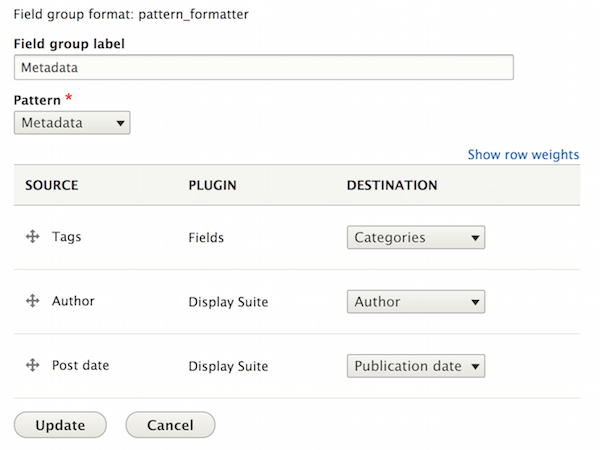 Field group format: pattern_formatter
Field group label
Metadata
Pattern *
Metadata
Show row weights
SOURCE PLUGIN DESTINATION
Tags Fields Categories
Author Display Suite Author
Post date Display Suite Publication date
Update Cancel